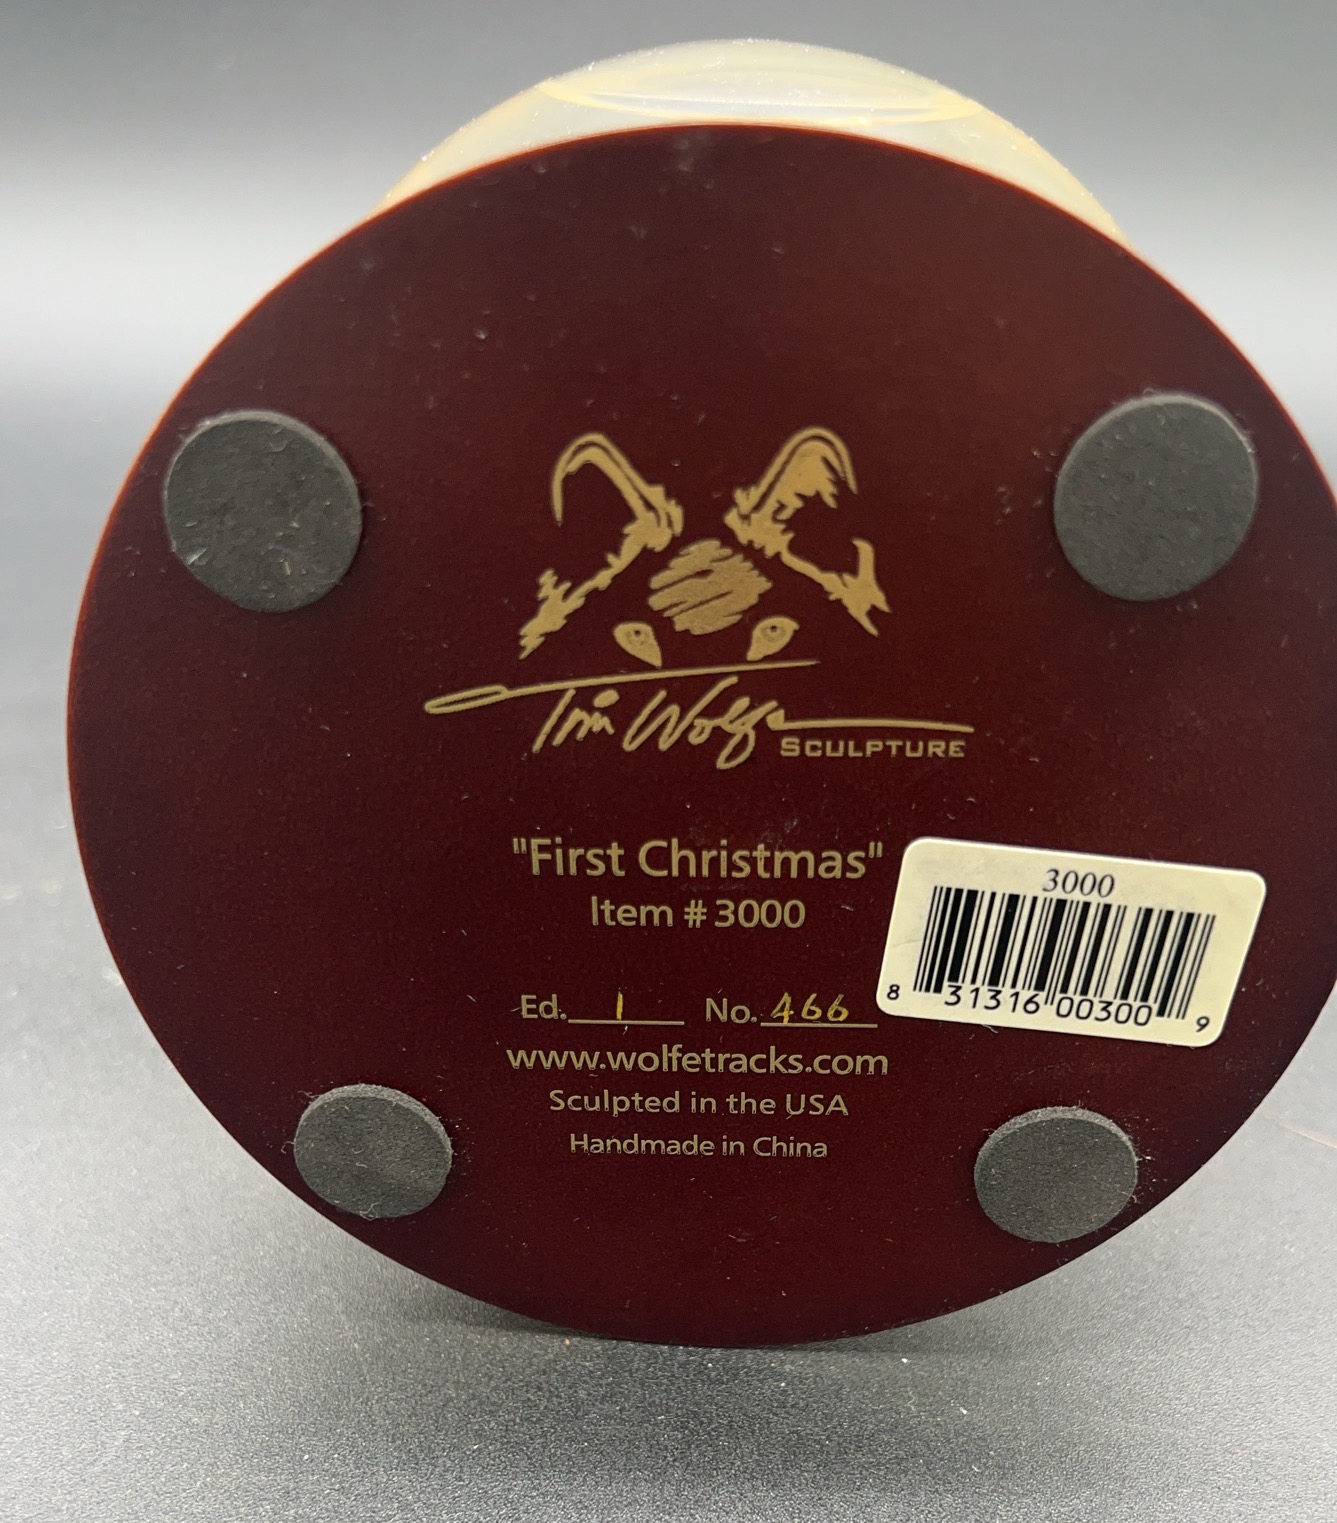 Tim Wolfe
SCULPTURE
"First Christmas"
Item # 3000
Ed. 1 No. 466
www.wolfetracks.com
Sculpted in the USA
Handmade in China
3000
8 31316 00300 9